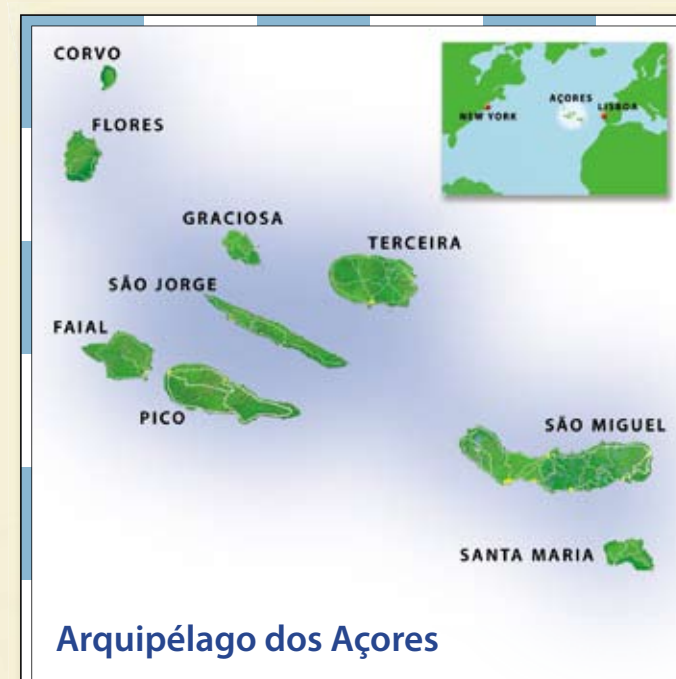 CORVO
FLORES
AÇORES
LISBOA
NEW YORK
GRACIOSA
TERCEIRA
SÃO JORGE
FAIAL
PICO
SÃO MIGUEL
SANTA MARIA
Arquipélago dos Açores